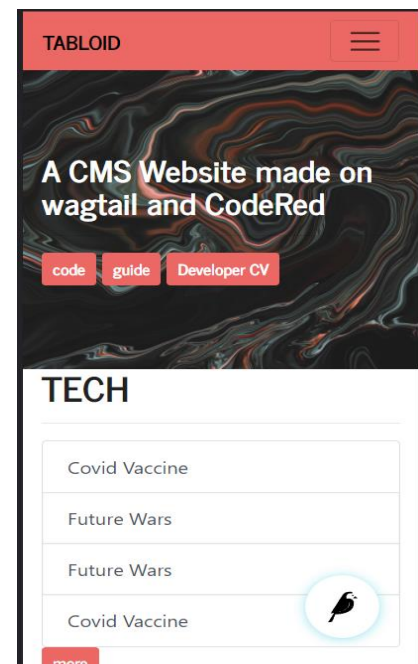 TABLOID
A CMS Website made on
wagtail and CodeRed
code guide Developer CV
TECH
Covid Vaccine
Future Wars
Future Wars
Covid Vaccine
more